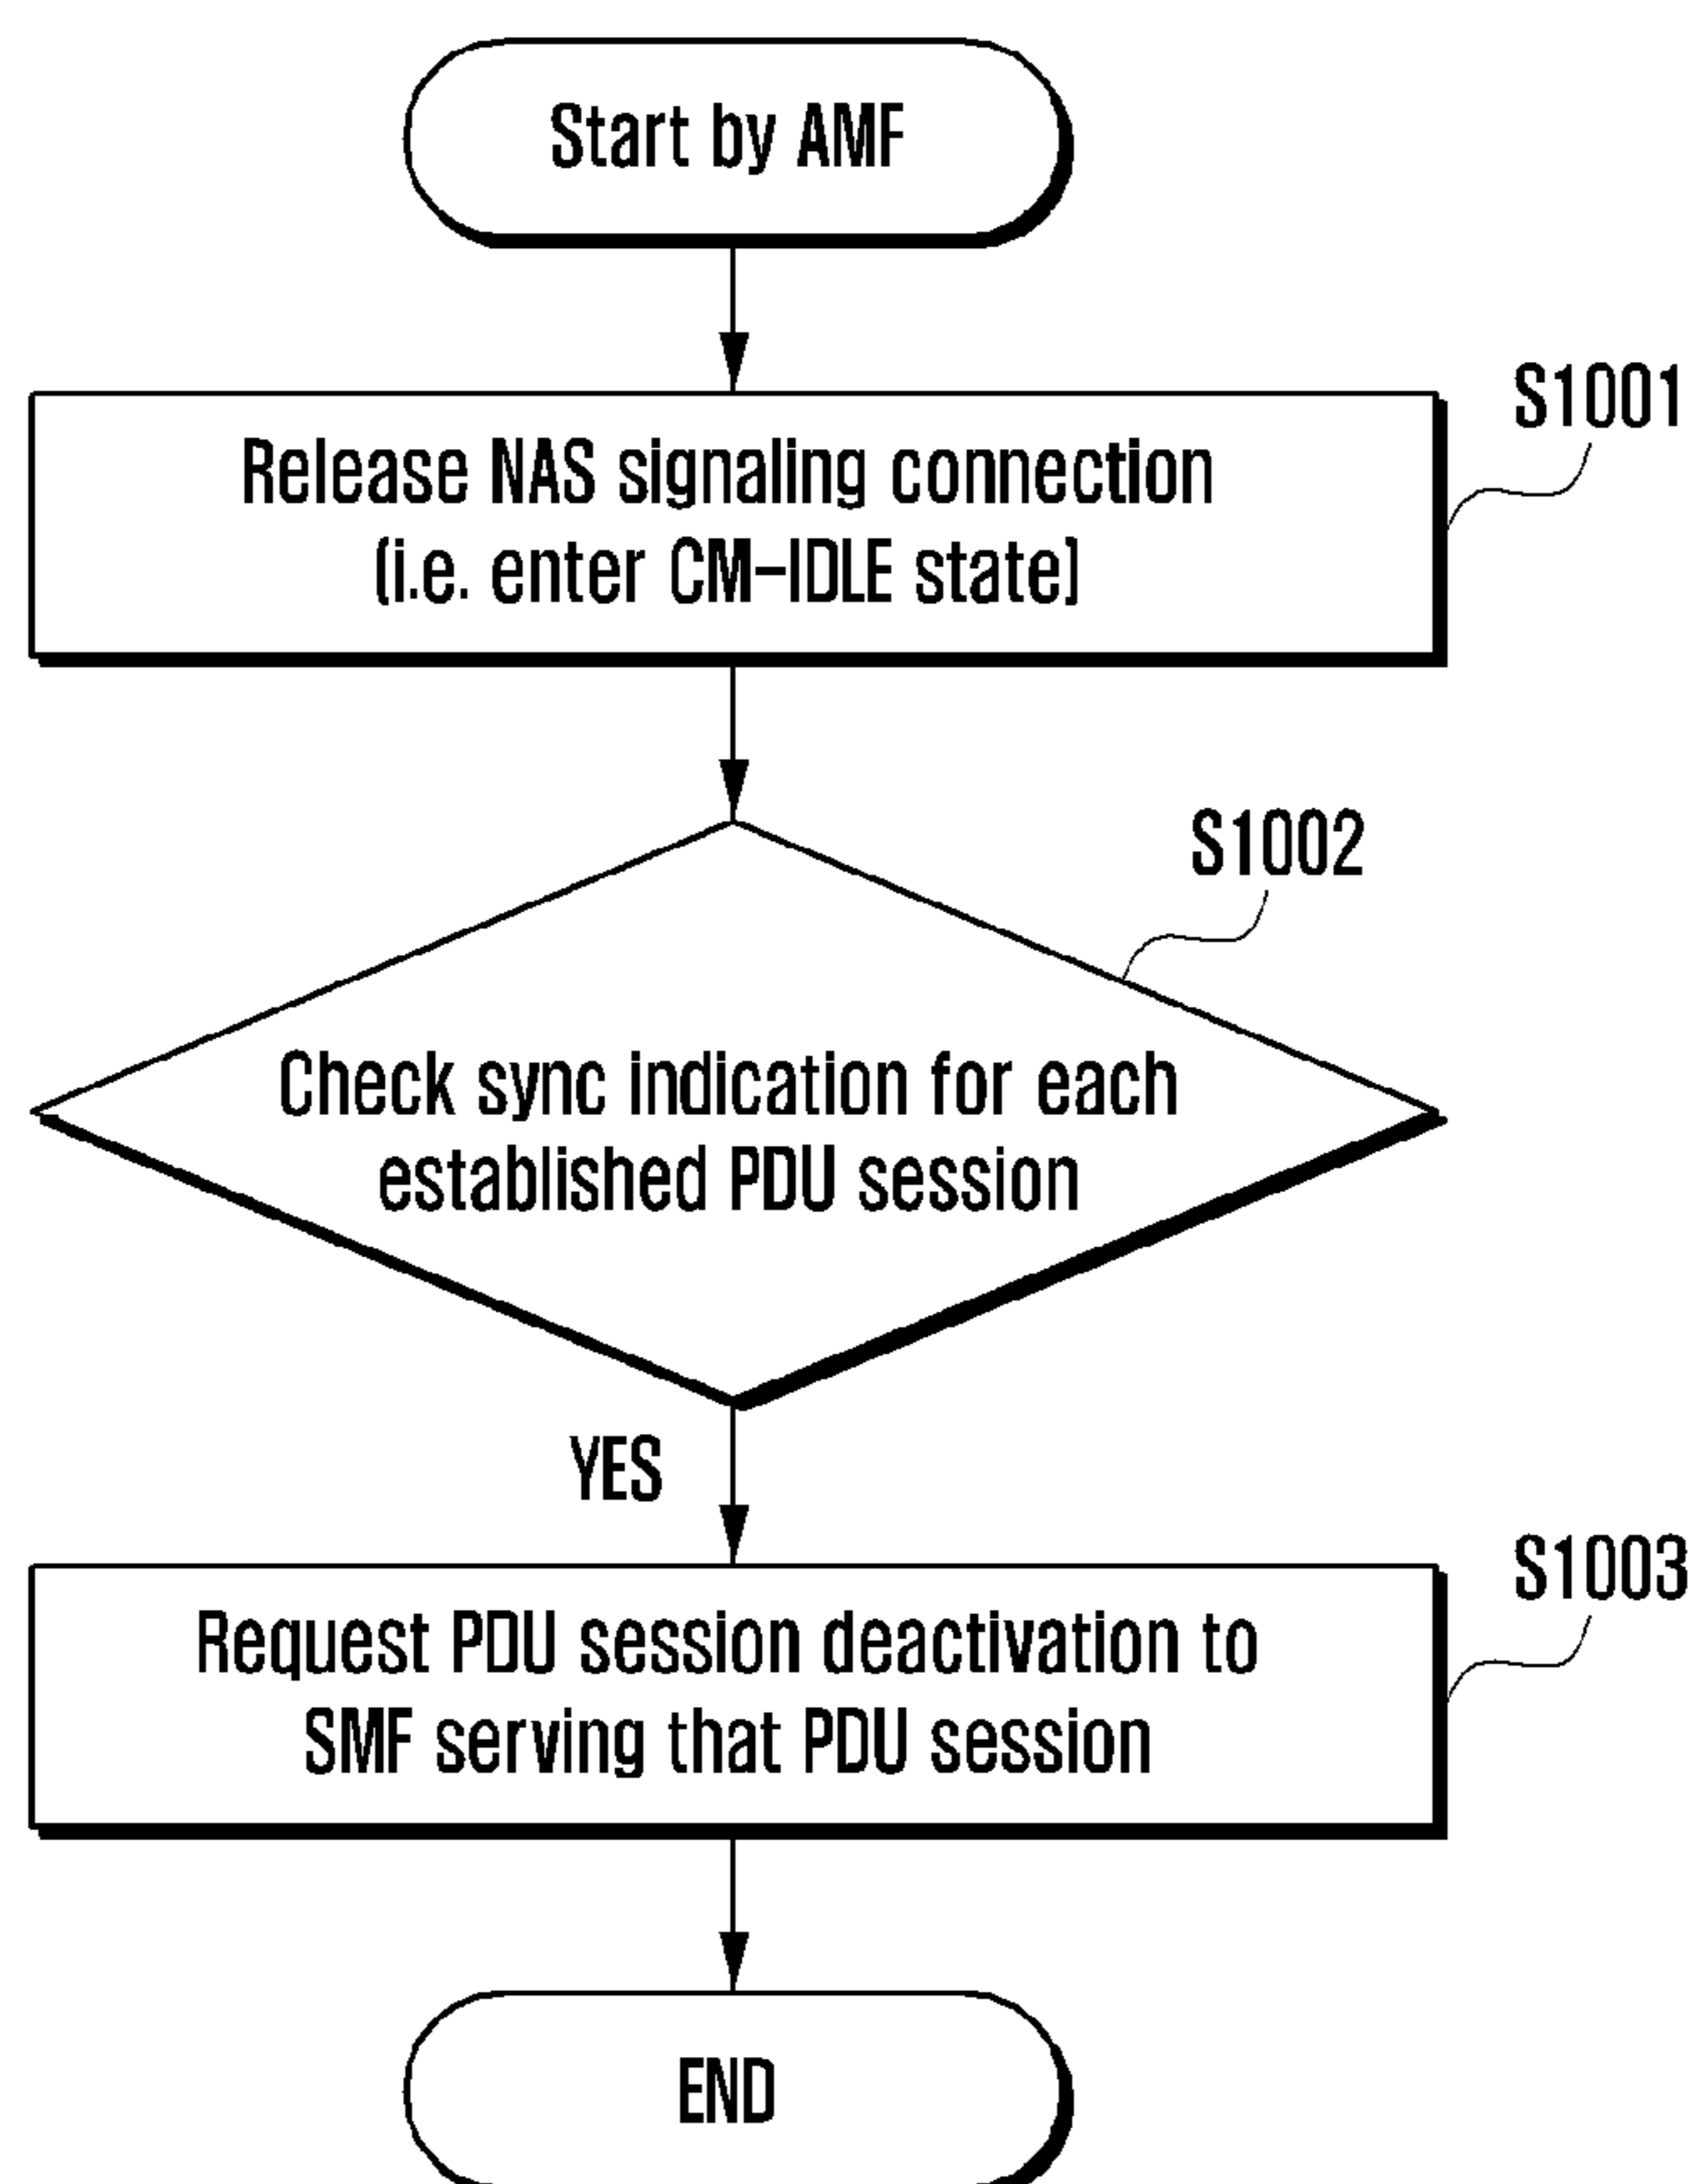 Start by AMF
S1001
Release NAS signaling connection
(i.e. enter CM-IDLE state)
S1002
Check sync indication for each
established PDU session
YES
S1003
Request PDU session deactivation to
SMF serving that PDU session
END